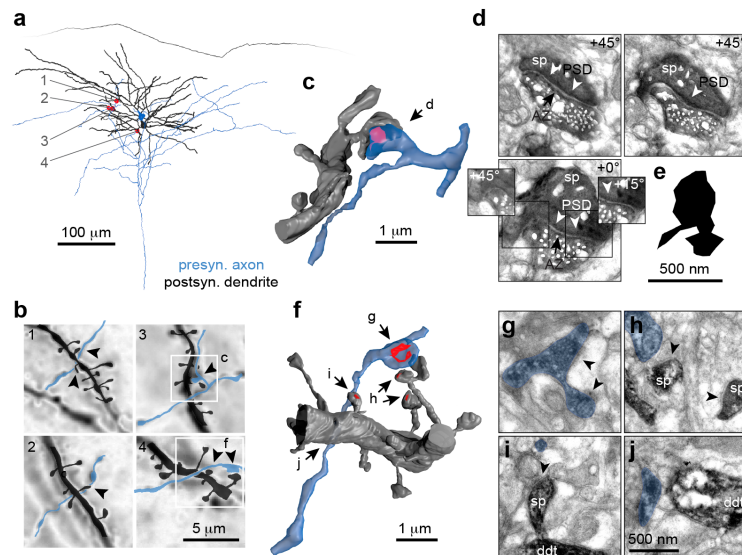 a
1
2
3
4
100 μm
presyn. axon
postsyn. dendrite
b
1
3
c
2
4
f
5 μm
c
d
1 μm
f
g
i
h
j
1 μm
d
+45°
sp
PSD
AZ
+45°
PSD
+0°
sp
+45°
+15°
PSD
AZ
e
500 nm
g
h
sp
sp
i
sp
ddt
j
ddt
500 nm